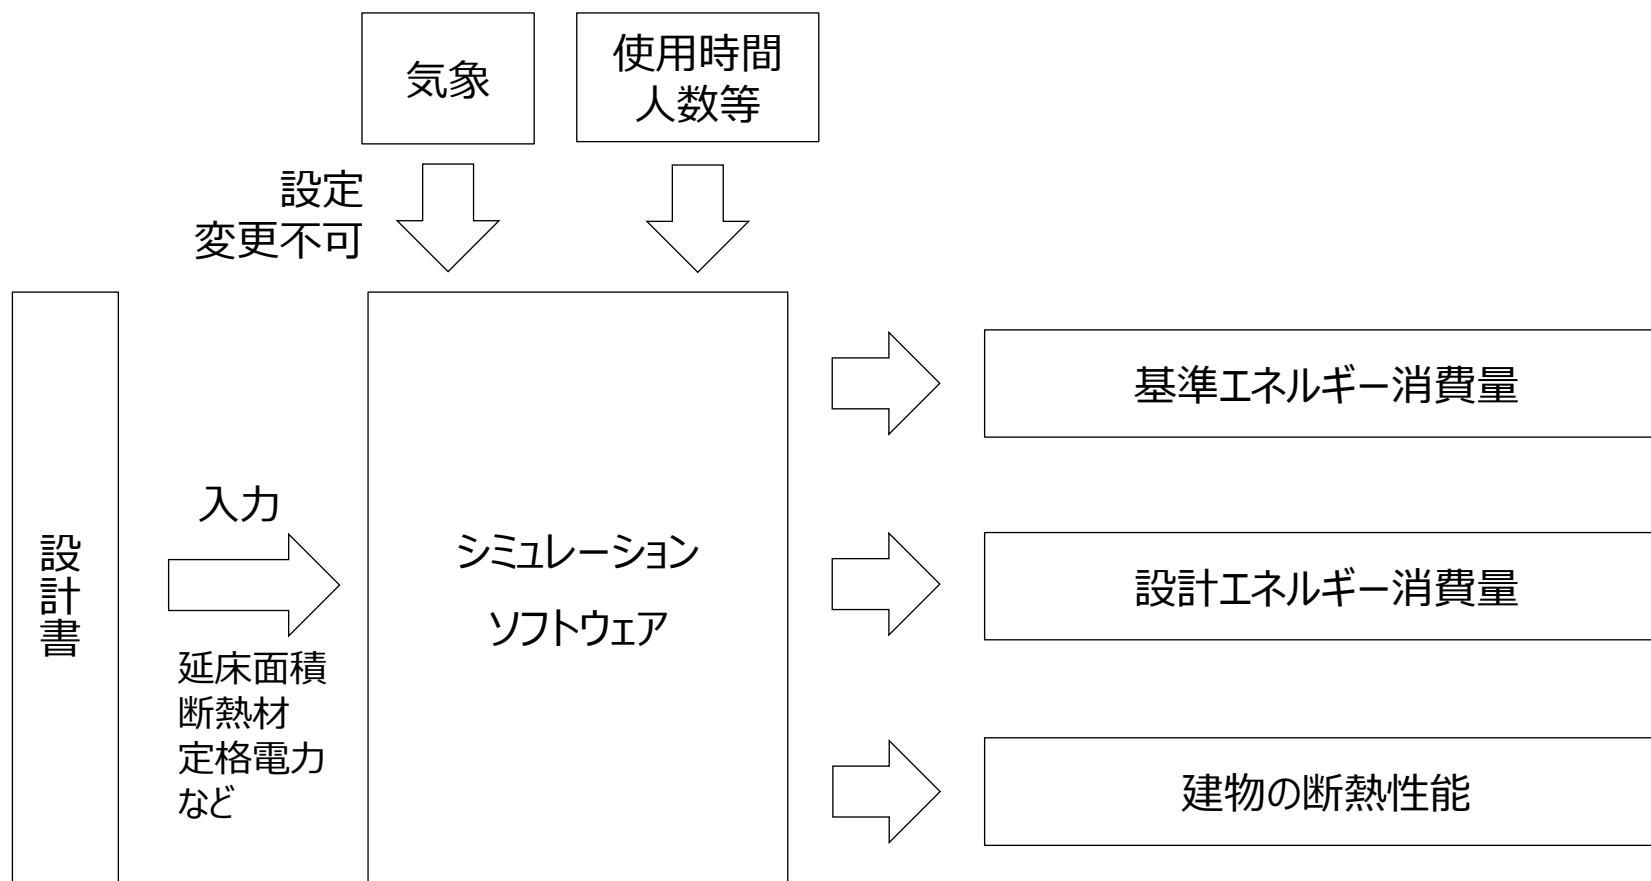 気象
使用時間
人数等
設定
変更不可
設計書
入力
延床面積
断熱材
定格電力
など
シミュレーション
ソフトウェア
基準エネルギー消費量
設計エネルギー消費量
建物の断熱性能